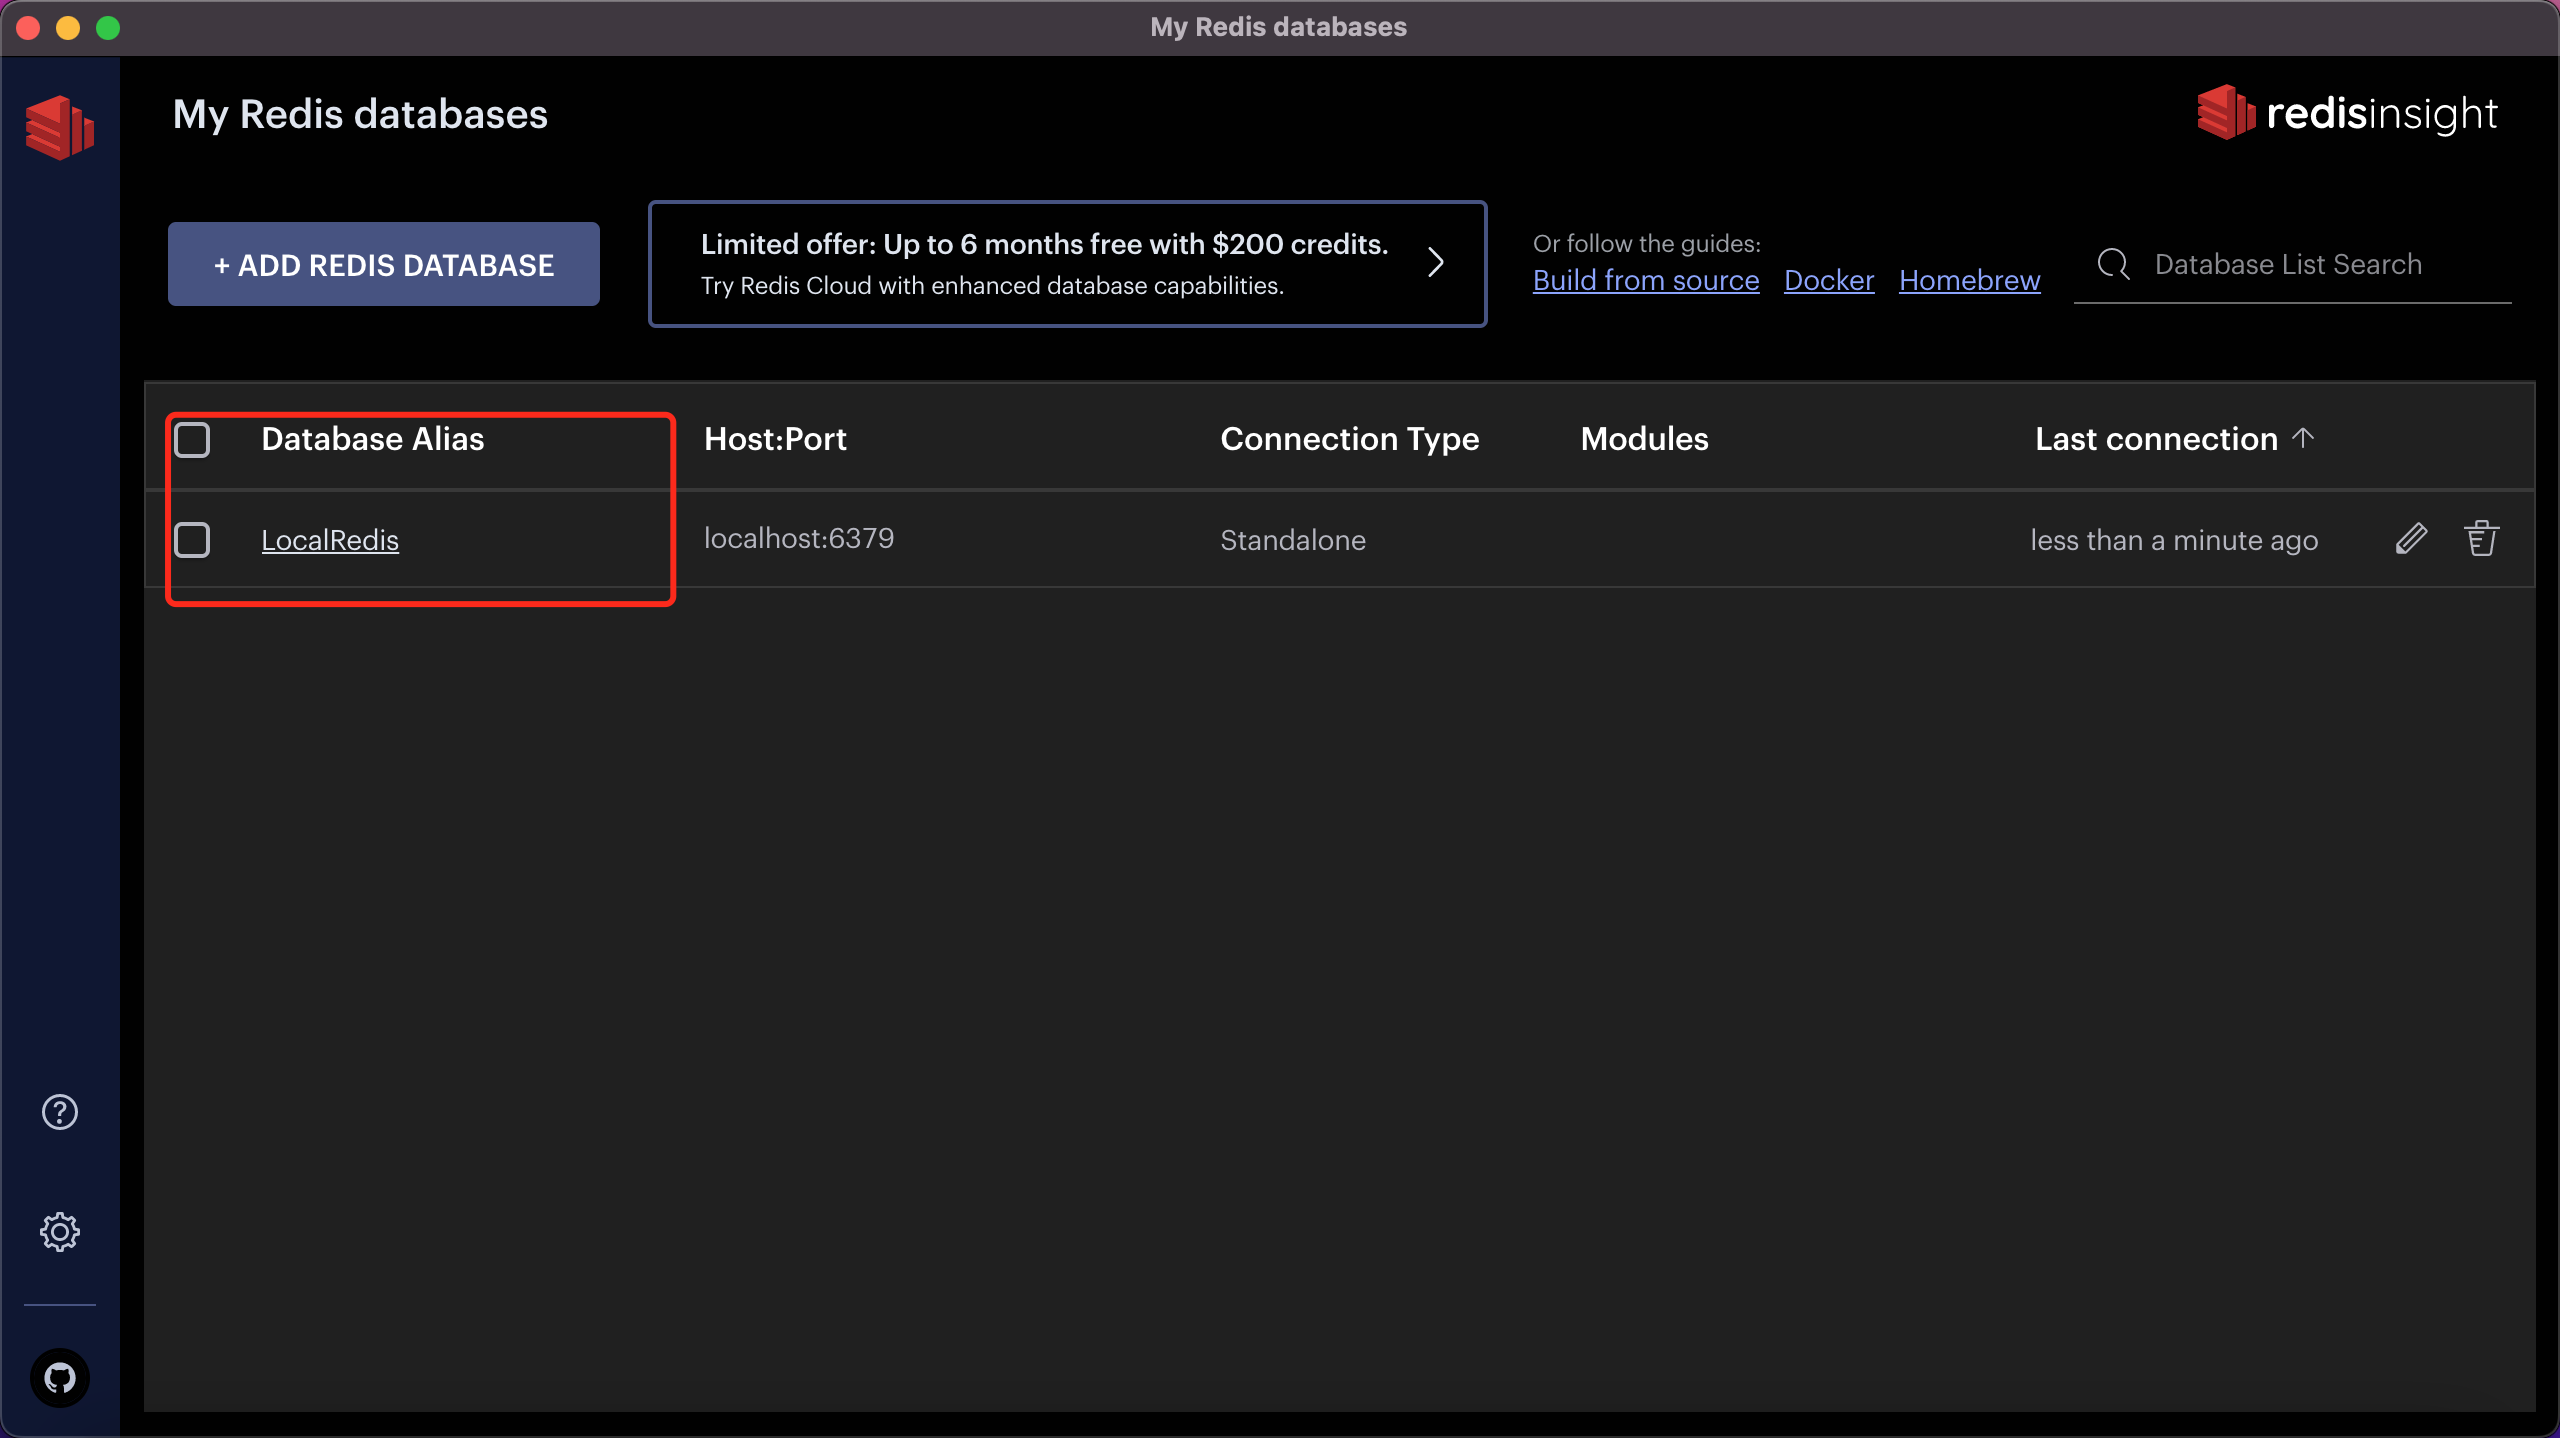 My Redis databases
My Redis databases
redisinsight
+ ADD REDIS DATABASE
Limited offer: Up to 6 months free with $200 credits.
Try Redis Cloud with enhanced database capabilities.
Or follow the guides:
Build from source Docker Homebrew
Database List Search
Database Alias Host:Port Connection Type Modules Last connection ↑
LocalRedis localhost:6379 Standalone less than a minute ago